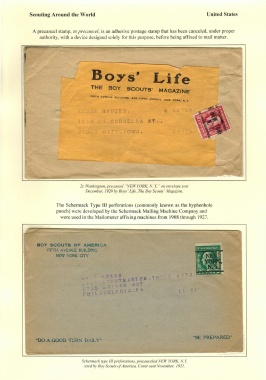 Scouting Around the World
United States
A precancel stamp, or precancel, is an adhesive postage stamp that has been canceled, under proper
authority, with a device designed solely for this purpose, before being affixed to mail matter.
Boys' Life
THE BOY SCOUTS' MAGAZINE
2c Washington, precancel "NEW YORK, N. Y." on envelope sent
December, 1920 by Boys' Life, The Boy Scouts' Magazine.
The Schermack Type III perforations (commonly known as the hyphenhole
punch) were developed by the Schermack Mailing Machine Company and
were used in the Mailometer affixing machines from 1908 through 1927.
BOY SCOUTS OF AMERICA
FIFTH AVENUE BUILDING
NEW YORK CITY
NEW YORK
N.Y.
PHILADELPHIA
"DO A GOOD TURN DAILY"
"BE PREPARED"
Schermack type III perforations, precanceled NEW YORK, N.Y.
used by Boy Scouts of America, Cover sent November,